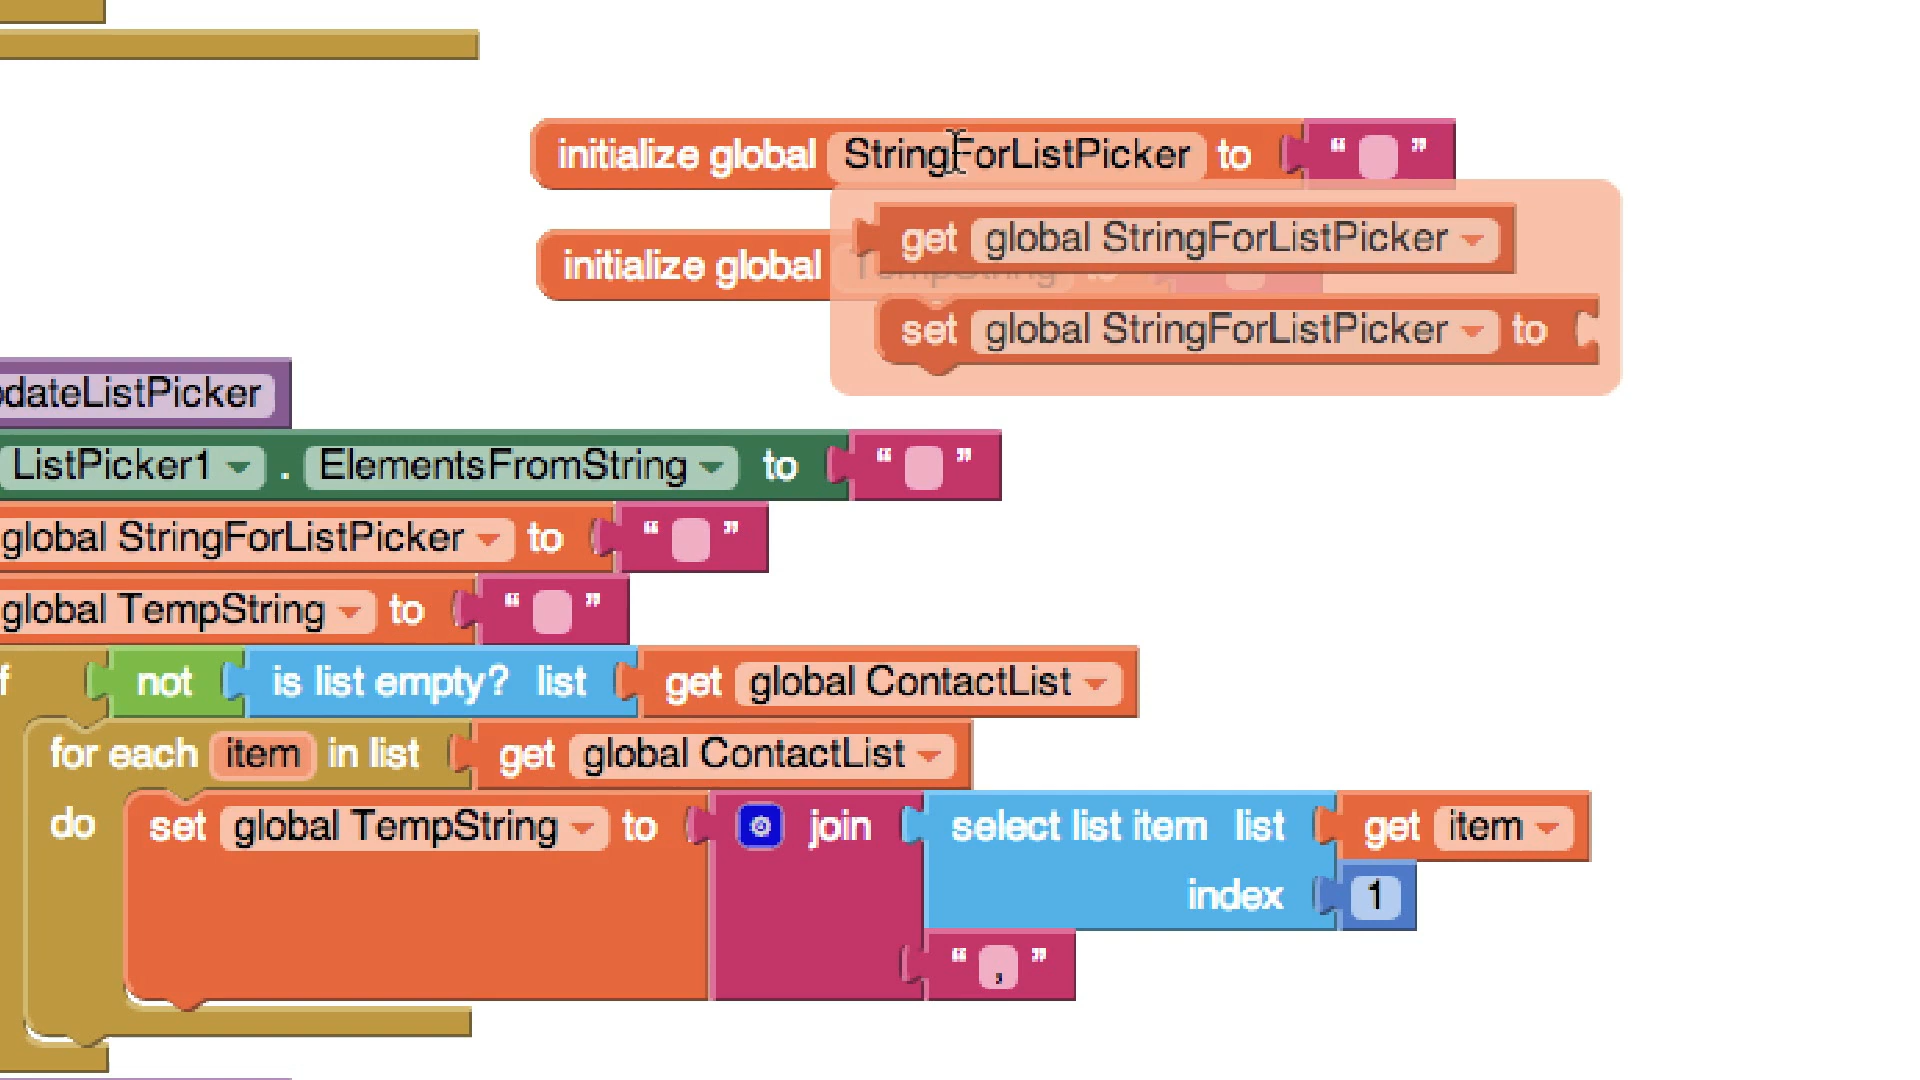 initialize global StringForListPicker to “ ”
get global StringForListPicker
initialize global TempString to
set global StringForListPicker to
dateListPicker
ListPicker1 . ElementsFromString to “ ”
global StringForListPicker to “ ”
global TempString to “ ”
f not is list empty? list get global ContactList
for each item in list get global ContactList
do set global TempString to join select list item list get item
index 1
“ , ”